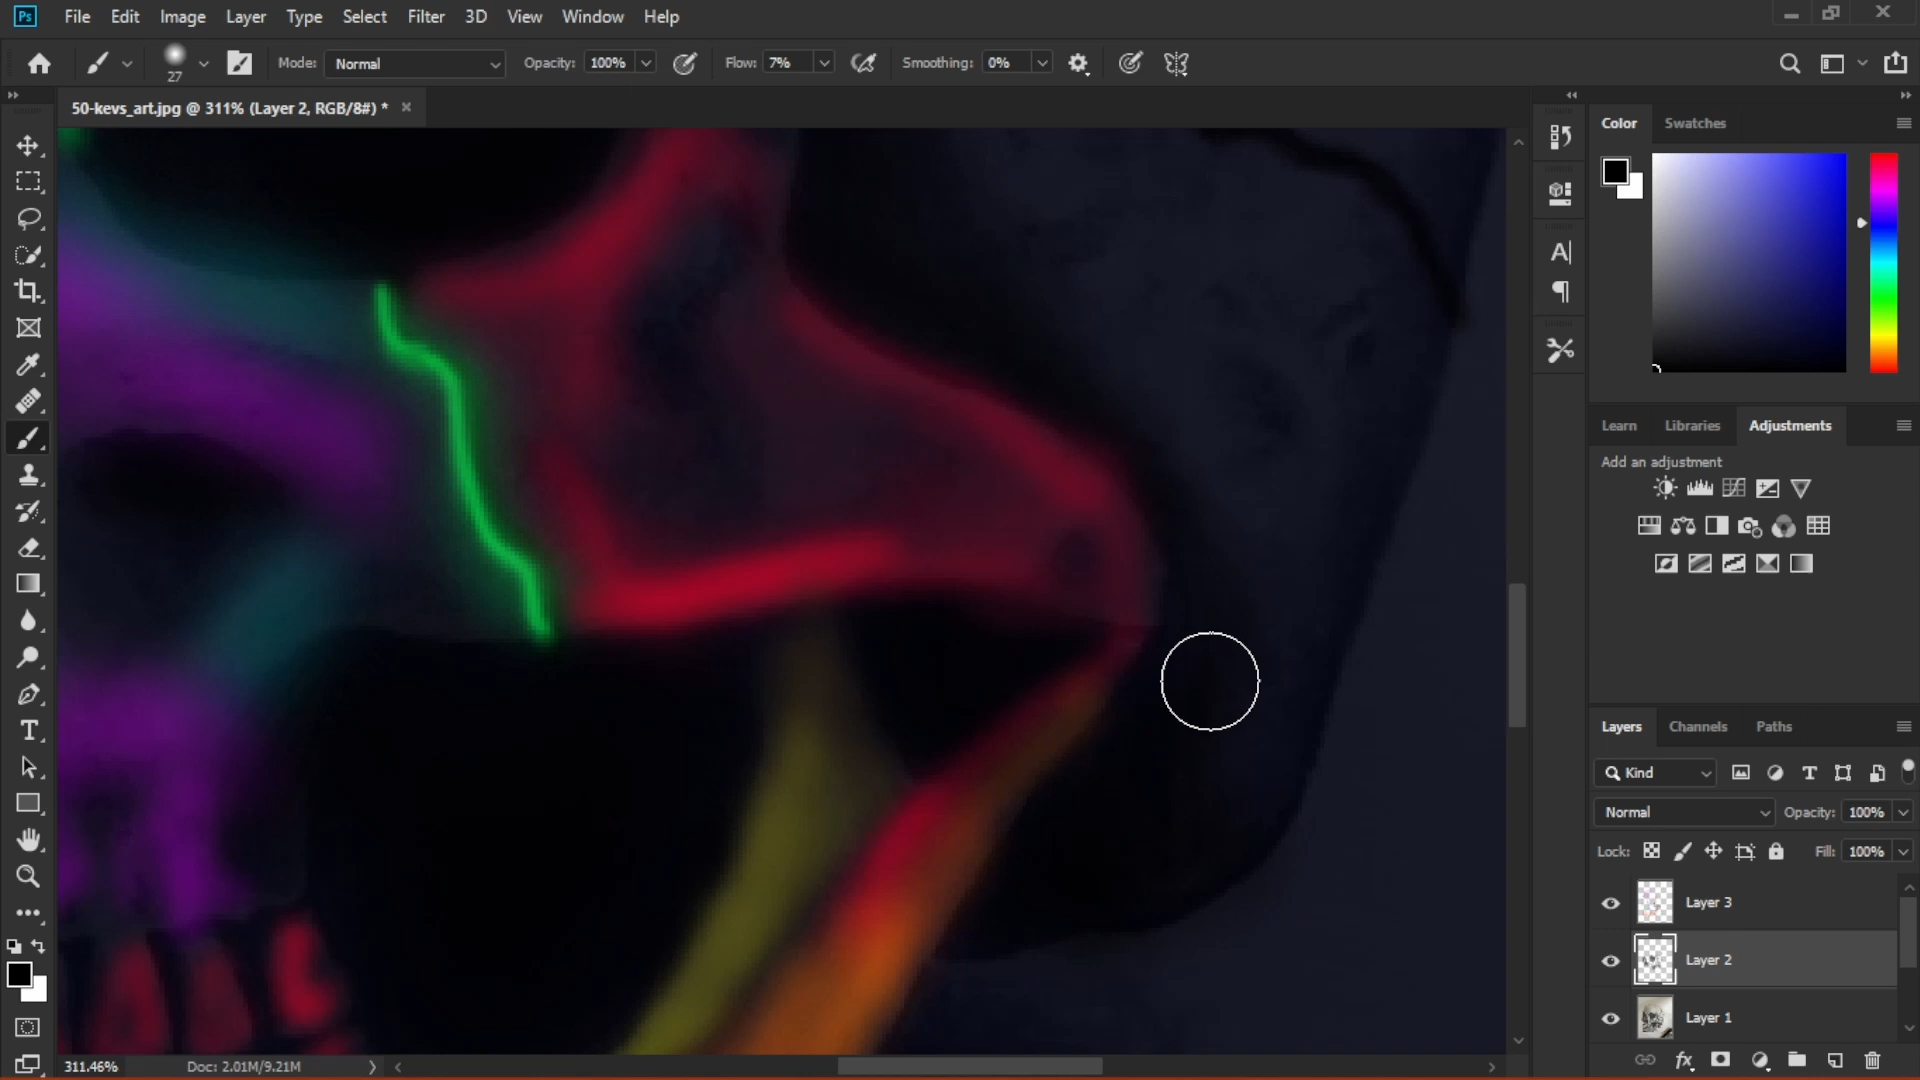 Ps File Edit Image Layer Type Select Filter 3D View Window Help
27 Mode: Normal Opacity: 100% Flow: 7% Smoothing: 0%
50-kevs_art.jpg @ 311% (Layer 2, RGB/8#) * ×
Color Swatches
Learn Libraries Adjustments
Add an adjustment
Layers Channels Paths
Kind
Normal Opacity: 100%
Lock: Fill: 100%
Layer 3
Layer 2
Layer 1
311.46% Doc: 2.01M/9.21M